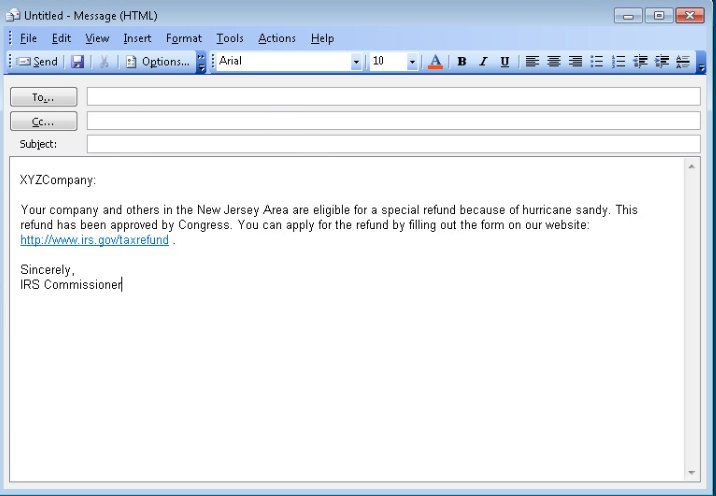 Untitled - Message (HTML)
File Edit View Insert Format Tools Actions Help
Send Options... Arial 10 A B I U
To...
Cc...
Subject:
XYZCompany:
Your company and others in the New Jersey Area are eligible for a special refund because of hurricane sandy. This
refund has been approved by Congress. You can apply for the refund by filling out the form on our website:
http://www.irs.gov/taxrefund .
Sincerely,
IRS Commissioner